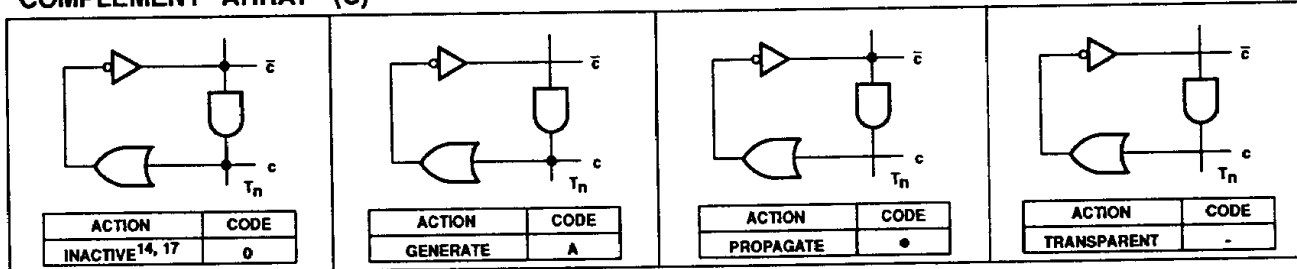 COMPLEMENT ARRAY (C)
c̄
c
Tn
ACTION CODE
INACTIVE14, 17 0
c̄
c
Tn
ACTION CODE
GENERATE A
c̄
c
Tn
ACTION CODE
PROPAGATE •
c̄
c
Tn
ACTION CODE
TRANSPARENT -